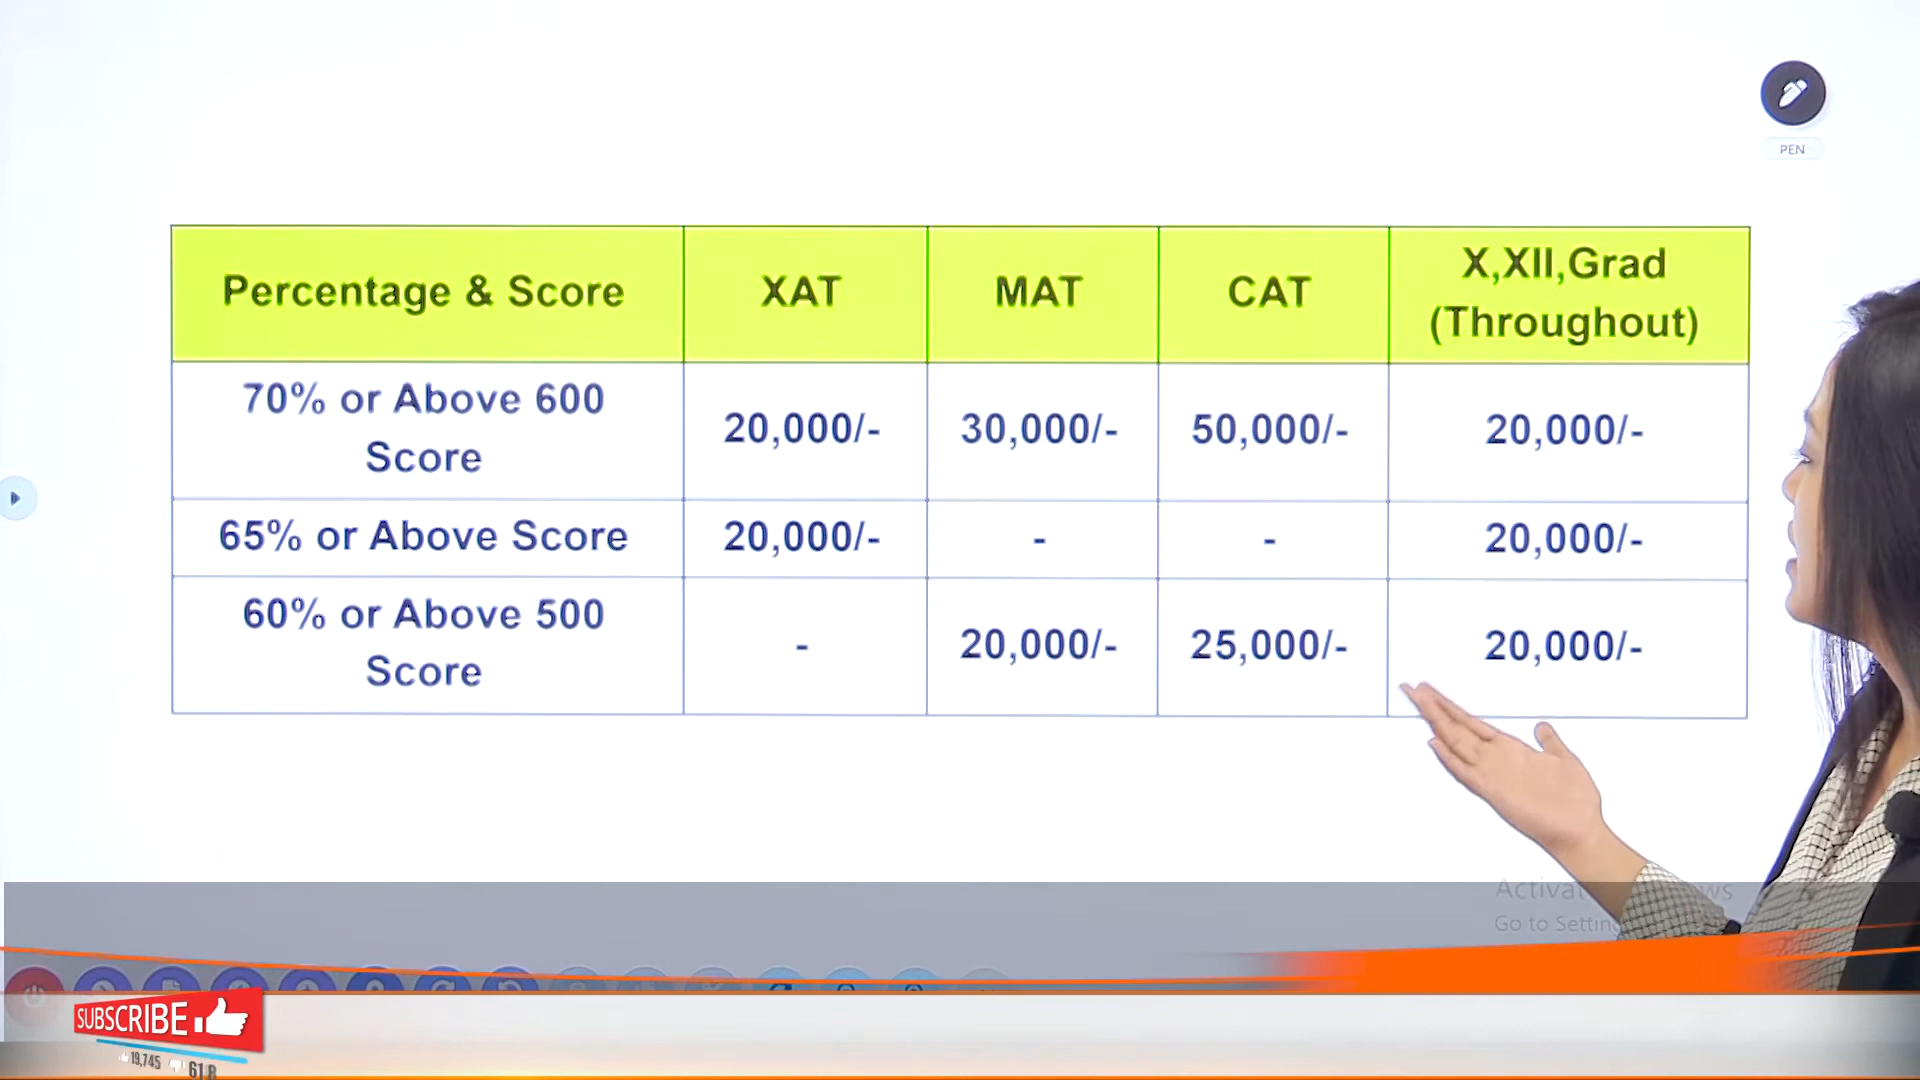 PEN
Percentage & Score XAT MAT CAT X,XII,Grad
(Throughout)
70% or Above 600
Score
20,000/- 30,000/- 50,000/- 20,000/-
65% or Above Score 20,000/- - - 20,000/-
60% or Above 500
Score
- 20,000/- 25,000/- 20,000/-
Go to
SUBSCRIBE
19,745